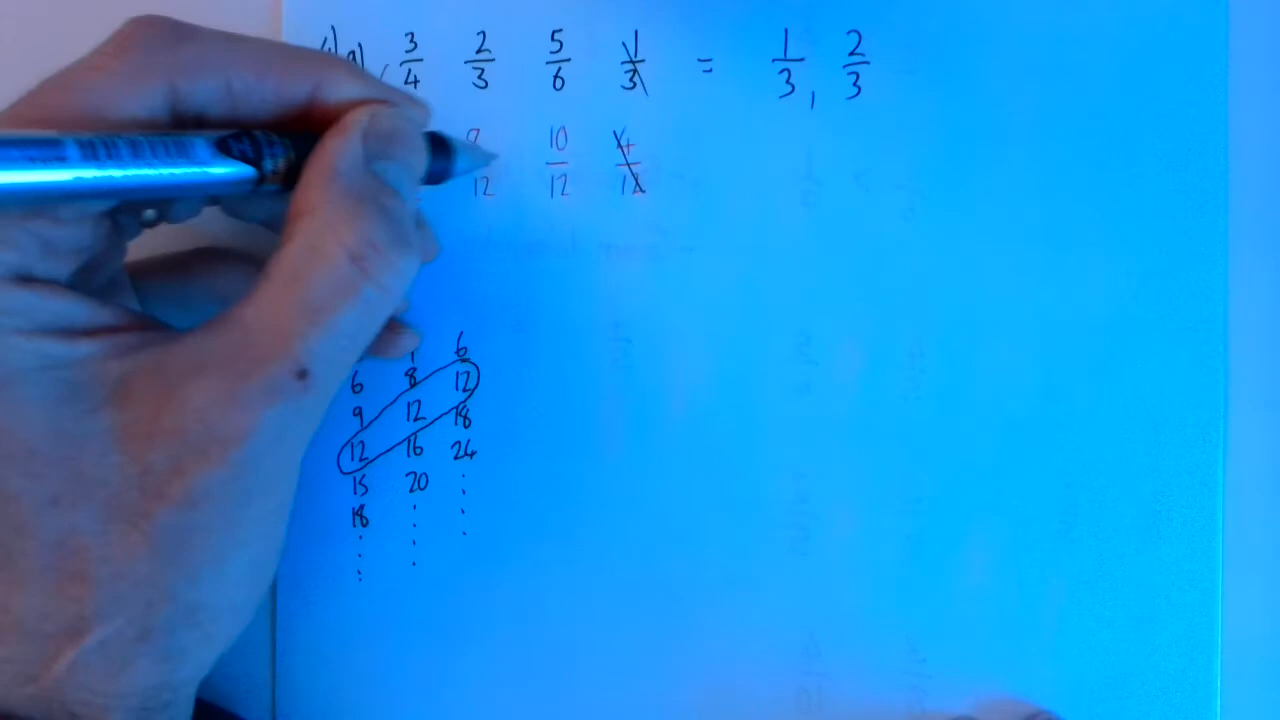 3/4 2/3 5/6 1/3 = 1/3, 2/3
12 10/12 4/12
6
6 8 12
9 12 18
12 16 24
15 20 :
18 : :